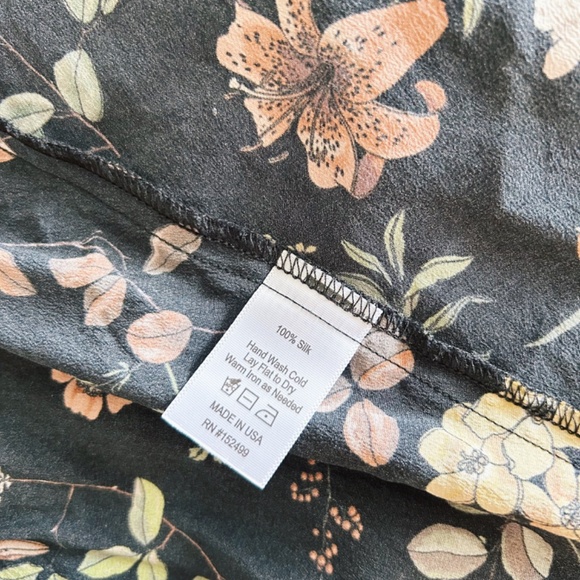 100% Silk
Hand Wash Cold
Lay Flat to Dry
Warm Iron as Needed
MADE IN USA
RN #152499